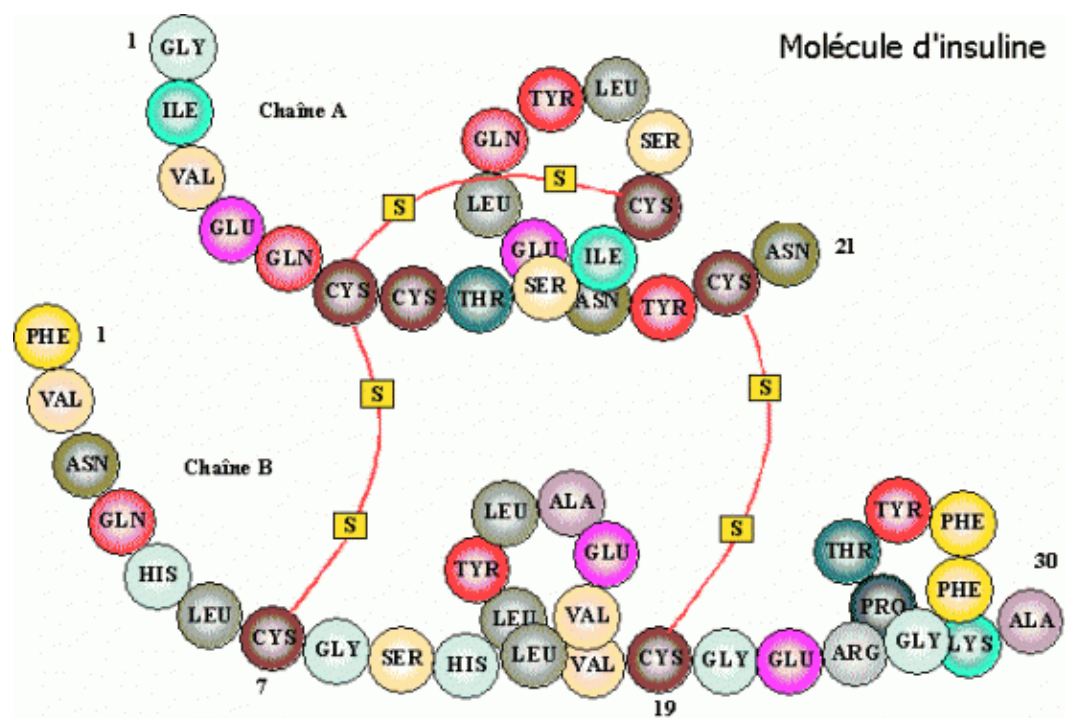 Molécule d'insuline
Chaîne A
1
GLY
ILE
VAL
GLU
GLN
CYS
CYS
THR
SER
ILE
CYS
SER
LEU
TYR
GLN
LEU
GLU
ASN
TYR
CYS
ASN
21
S
S
S
S
S
S
Chaîne B
1
PHE
VAL
ASN
GLN
HIS
LEU
CYS
7
GLY
SER
HIS
LEU
VAL
GLU
ALA
LEU
TYR
LEU
VAL
CYS
19
GLY
GLU
ARG
GLY
PHE
PHE
TYR
THR
PRO
LYS
ALA
30